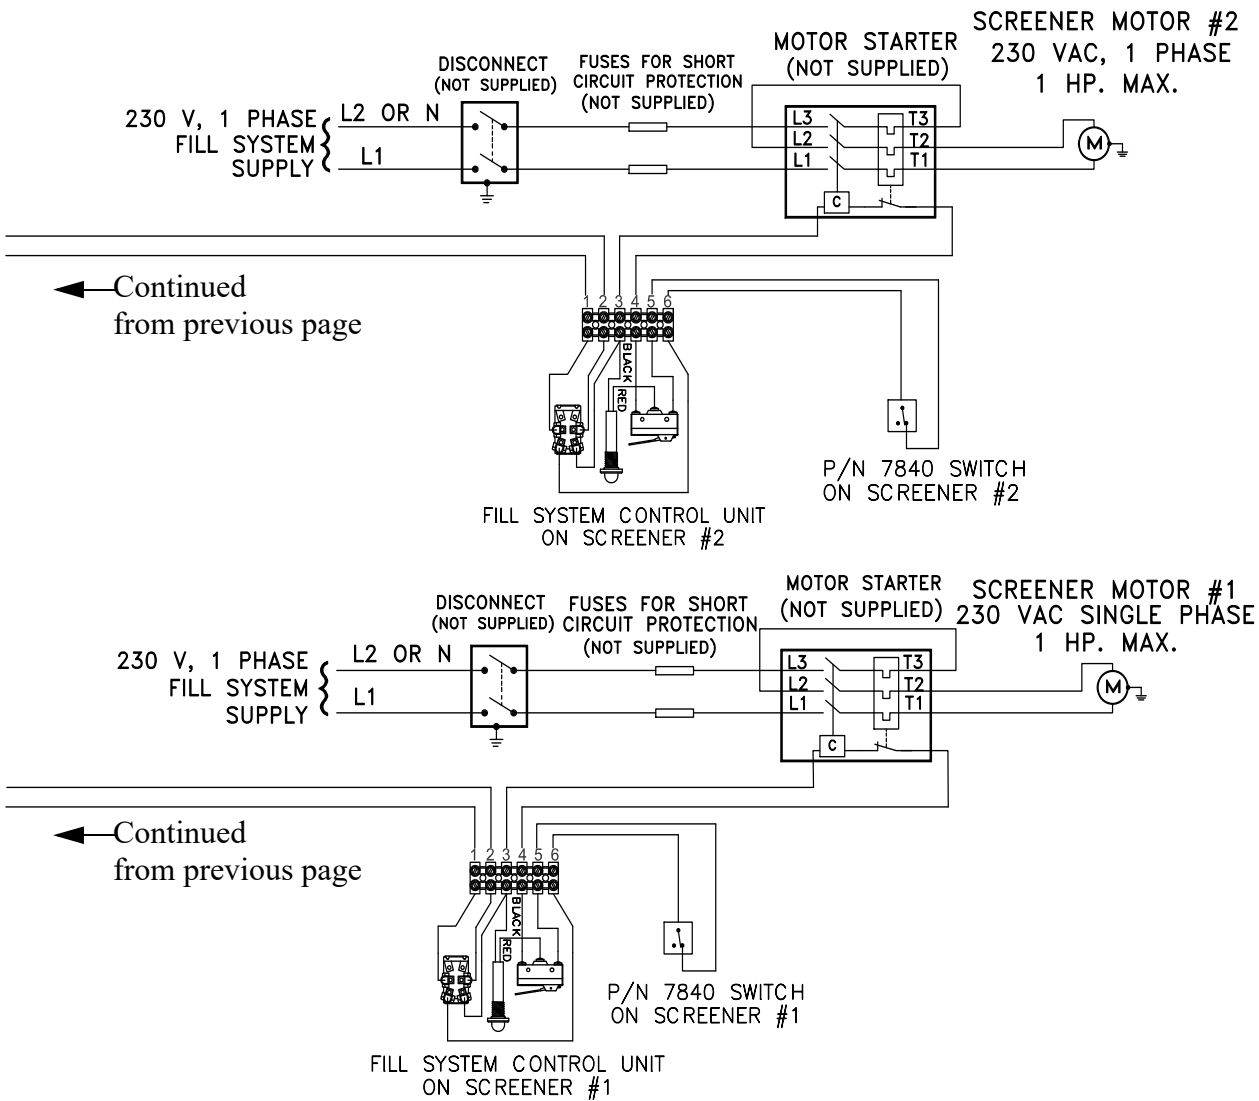 SCREENER MOTOR #2
230 VAC, 1 PHASE
1 HP. MAX.
MOTOR STARTER
(NOT SUPPLIED)
FUSES FOR SHORT
CIRCUIT PROTECTION
(NOT SUPPLIED)
DISCONNECT
(NOT SUPPLIED)
230 V, 1 PHASE
FILL SYSTEM
SUPPLY
L2 OR N
L1
L3 T3
L2 T2
L1 T1
C
M
Continued
from previous page
1 2 3 4 5 6
BLACK
RED
P/N 7840 SWITCH
ON SCREENER #2
FILL SYSTEM CONTROL UNIT
ON SCREENER #2
SCREENER MOTOR #1
230 VAC SINGLE PHASE
1 HP. MAX.
MOTOR STARTER
(NOT SUPPLIED)
FUSES FOR SHORT
CIRCUIT PROTECTION
(NOT SUPPLIED)
DISCONNECT
(NOT SUPPLIED)
230 V, 1 PHASE
FILL SYSTEM
SUPPLY
L2 OR N
L1
L3 T3
L2 T2
L1 T1
C
M
Continued
from previous page
1 2 3 4 5 6
BLACK
RED
P/N 7840 SWITCH
ON SCREENER #1
FILL SYSTEM CONTROL UNIT
ON SCREENER #1